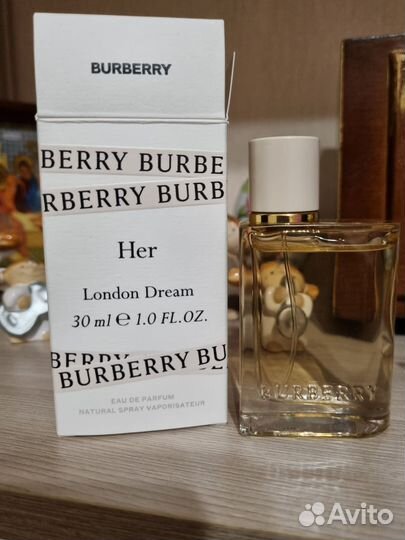 BURBERRY
BERRY BURBE
RBERRY BURB
Her
London Dream
30 ml ℮ 1.0 FL.OZ.
BERRY BU
BURBERRY BU
EAU DE PARFUM
NATURAL SPRAY VAPORISATEUR
BURBERRY
Avito